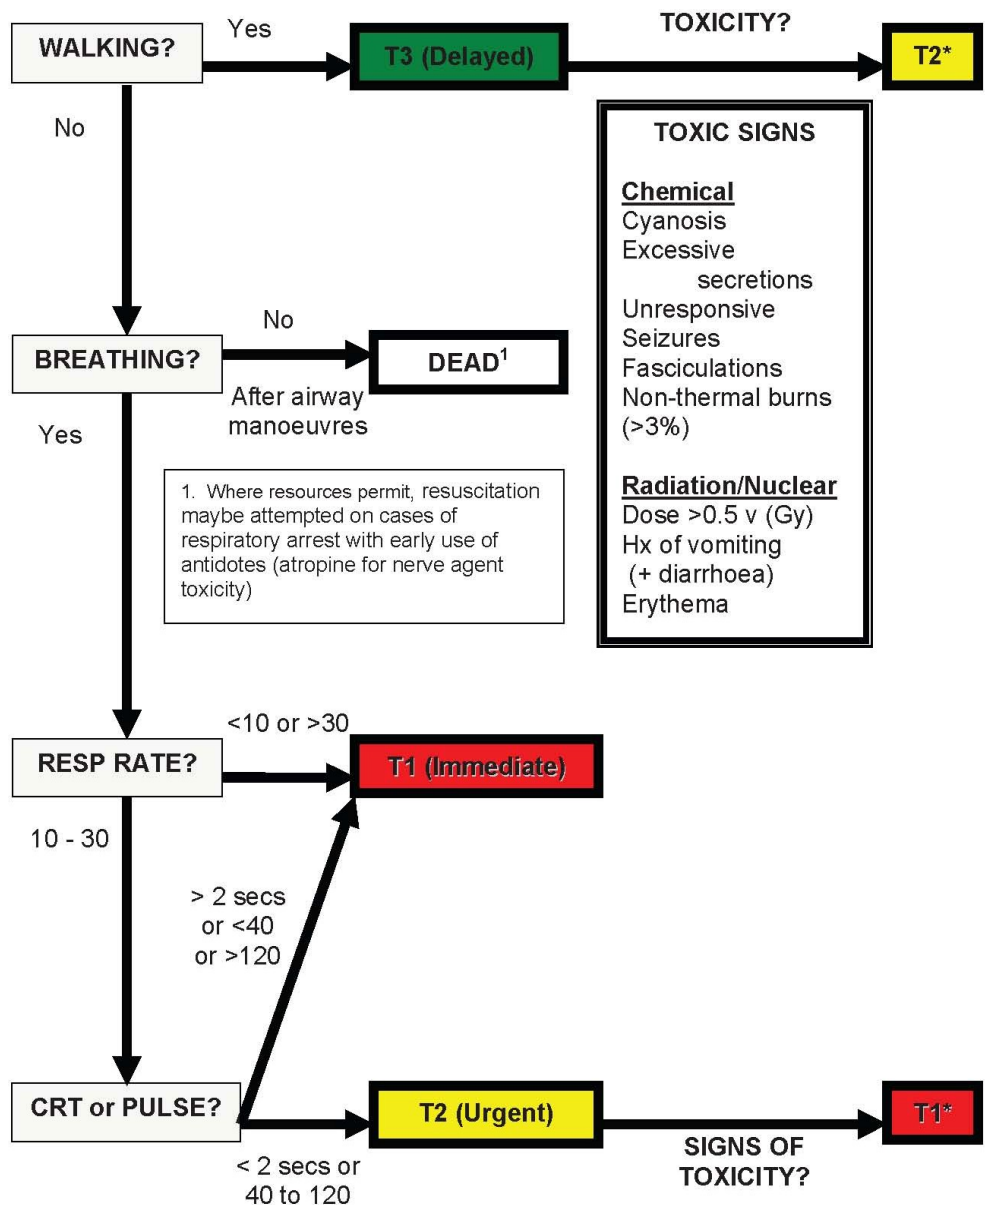 WALKING?
Yes
T3 (Delayed)
TOXICITY?
T2*
No
TOXIC SIGNS
Chemical
Cyanosis
Excessive
secretions
Unresponsive
Seizures
Fasciculations
Non-thermal burns
(>3%)
Radiation/Nuclear
Dose >0.5 v (Gy)
Hx of vomiting
(+ diarrhoea)
Erythema
BREATHING?
No
After airway
manoeuvres
DEAD¹
Yes
1. Where resources permit, resuscitation
maybe attempted on cases of
respiratory arrest with early use of
antidotes (atropine for nerve agent
toxicity)
RESP RATE?
<10 or >30
T1 (Immediate)
10 - 30
> 2 secs
or <40
or >120
CRT or PULSE?
< 2 secs or
40 to 120
T2 (Urgent)
SIGNS OF
TOXICITY?
T1*